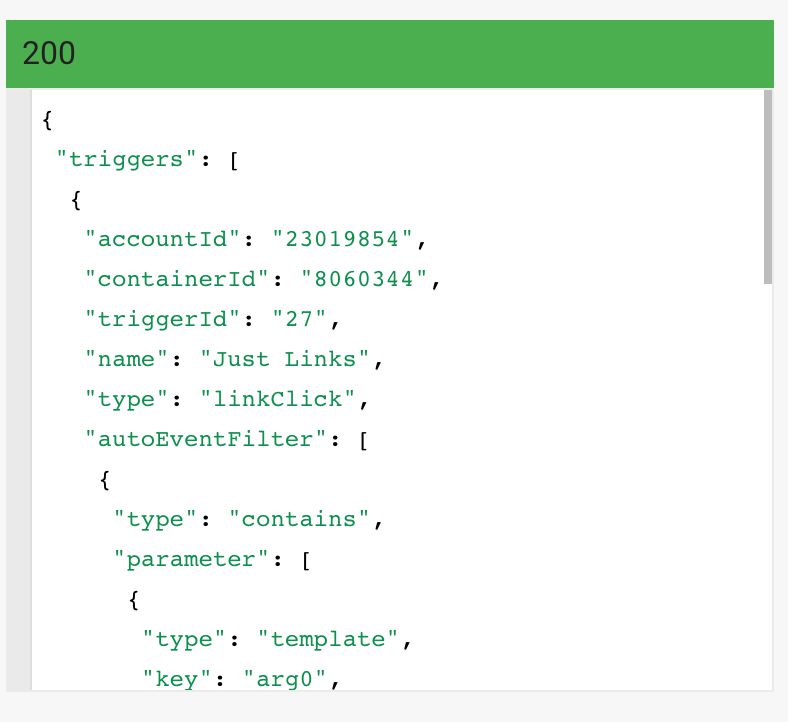 200
{
 "triggers": [
  {
   "accountId": "23019854",
   "containerId": "8060344",
   "triggerId": "27",
   "name": "Just Links",
   "type": "linkClick",
   "autoEventFilter": [
    {
     "type": "contains",
     "parameter": [
      {
       "type": "template",
       "key": "arg0",